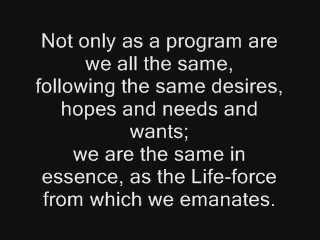 Not only as a program are
we all the same,
following the same desires,
hopes and needs and
wants;
we are the same in
essence, as the Life-force
from which we emanates.